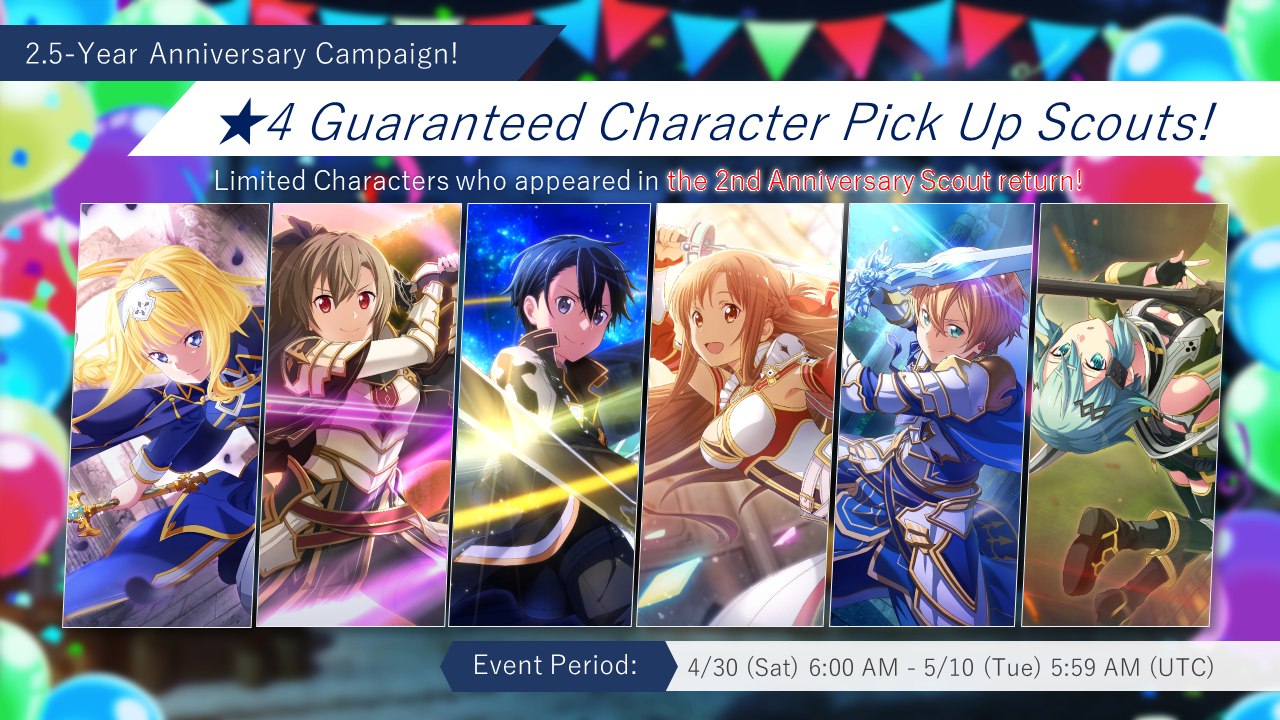 2.5-Year Anniversary Campaign!
★4 Guaranteed Character Pick Up Scouts!
Limited Characters who appeared in the 2nd Anniversary Scout return!
Event Period: 4/30 (Sat) 6:00 AM - 5/10 (Tue) 5:59 AM (UTC)